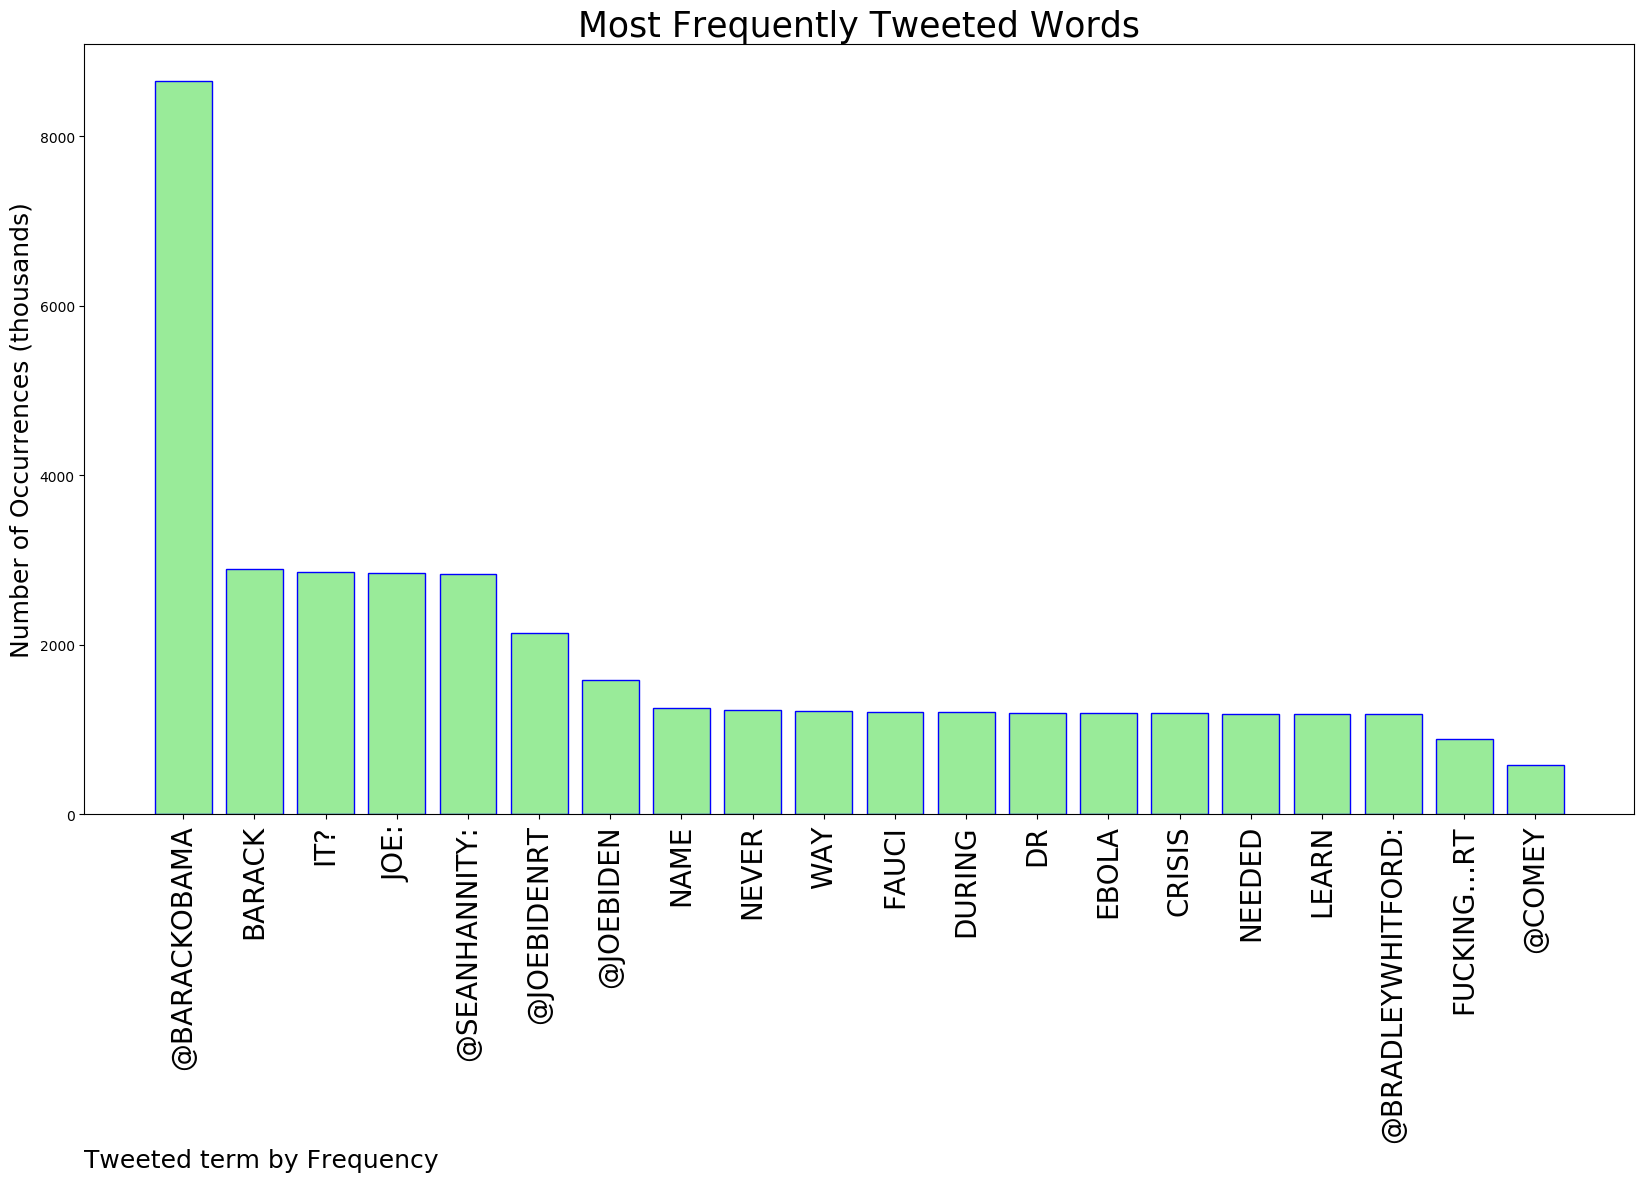 Most Frequently Tweeted Words
Number of Occurrences (thousands)
8000
6000
4000
2000
0
@BARACKOBAMA
BARACK
IT?
JOE:
@SEANHANNITY:
@JOEBIDENRT
@JOEBIDEN
NAME
NEVER
WAY
FAUCI
DURING
DR
EBOLA
CRISIS
NEEDED
LEARN
@BRADLEYWHITFORD:
FUCKING...RT
@COMEY
Tweeted term by Frequency